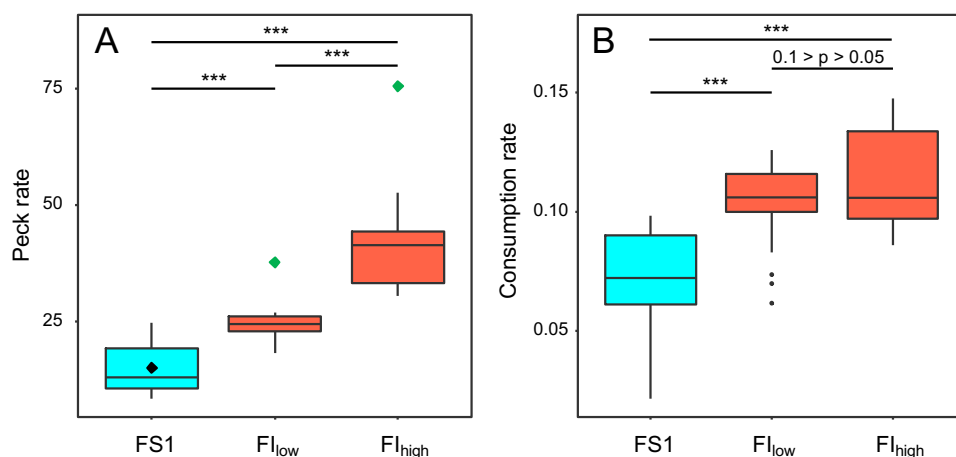 A
***
***
***
75
50
25
Peck rate
FS1
FIlow
FIhigh
B
***
0.1 > p > 0.05
***
0.15
0.10
0.05
Consumption rate
FS1
FIlow
FIhigh